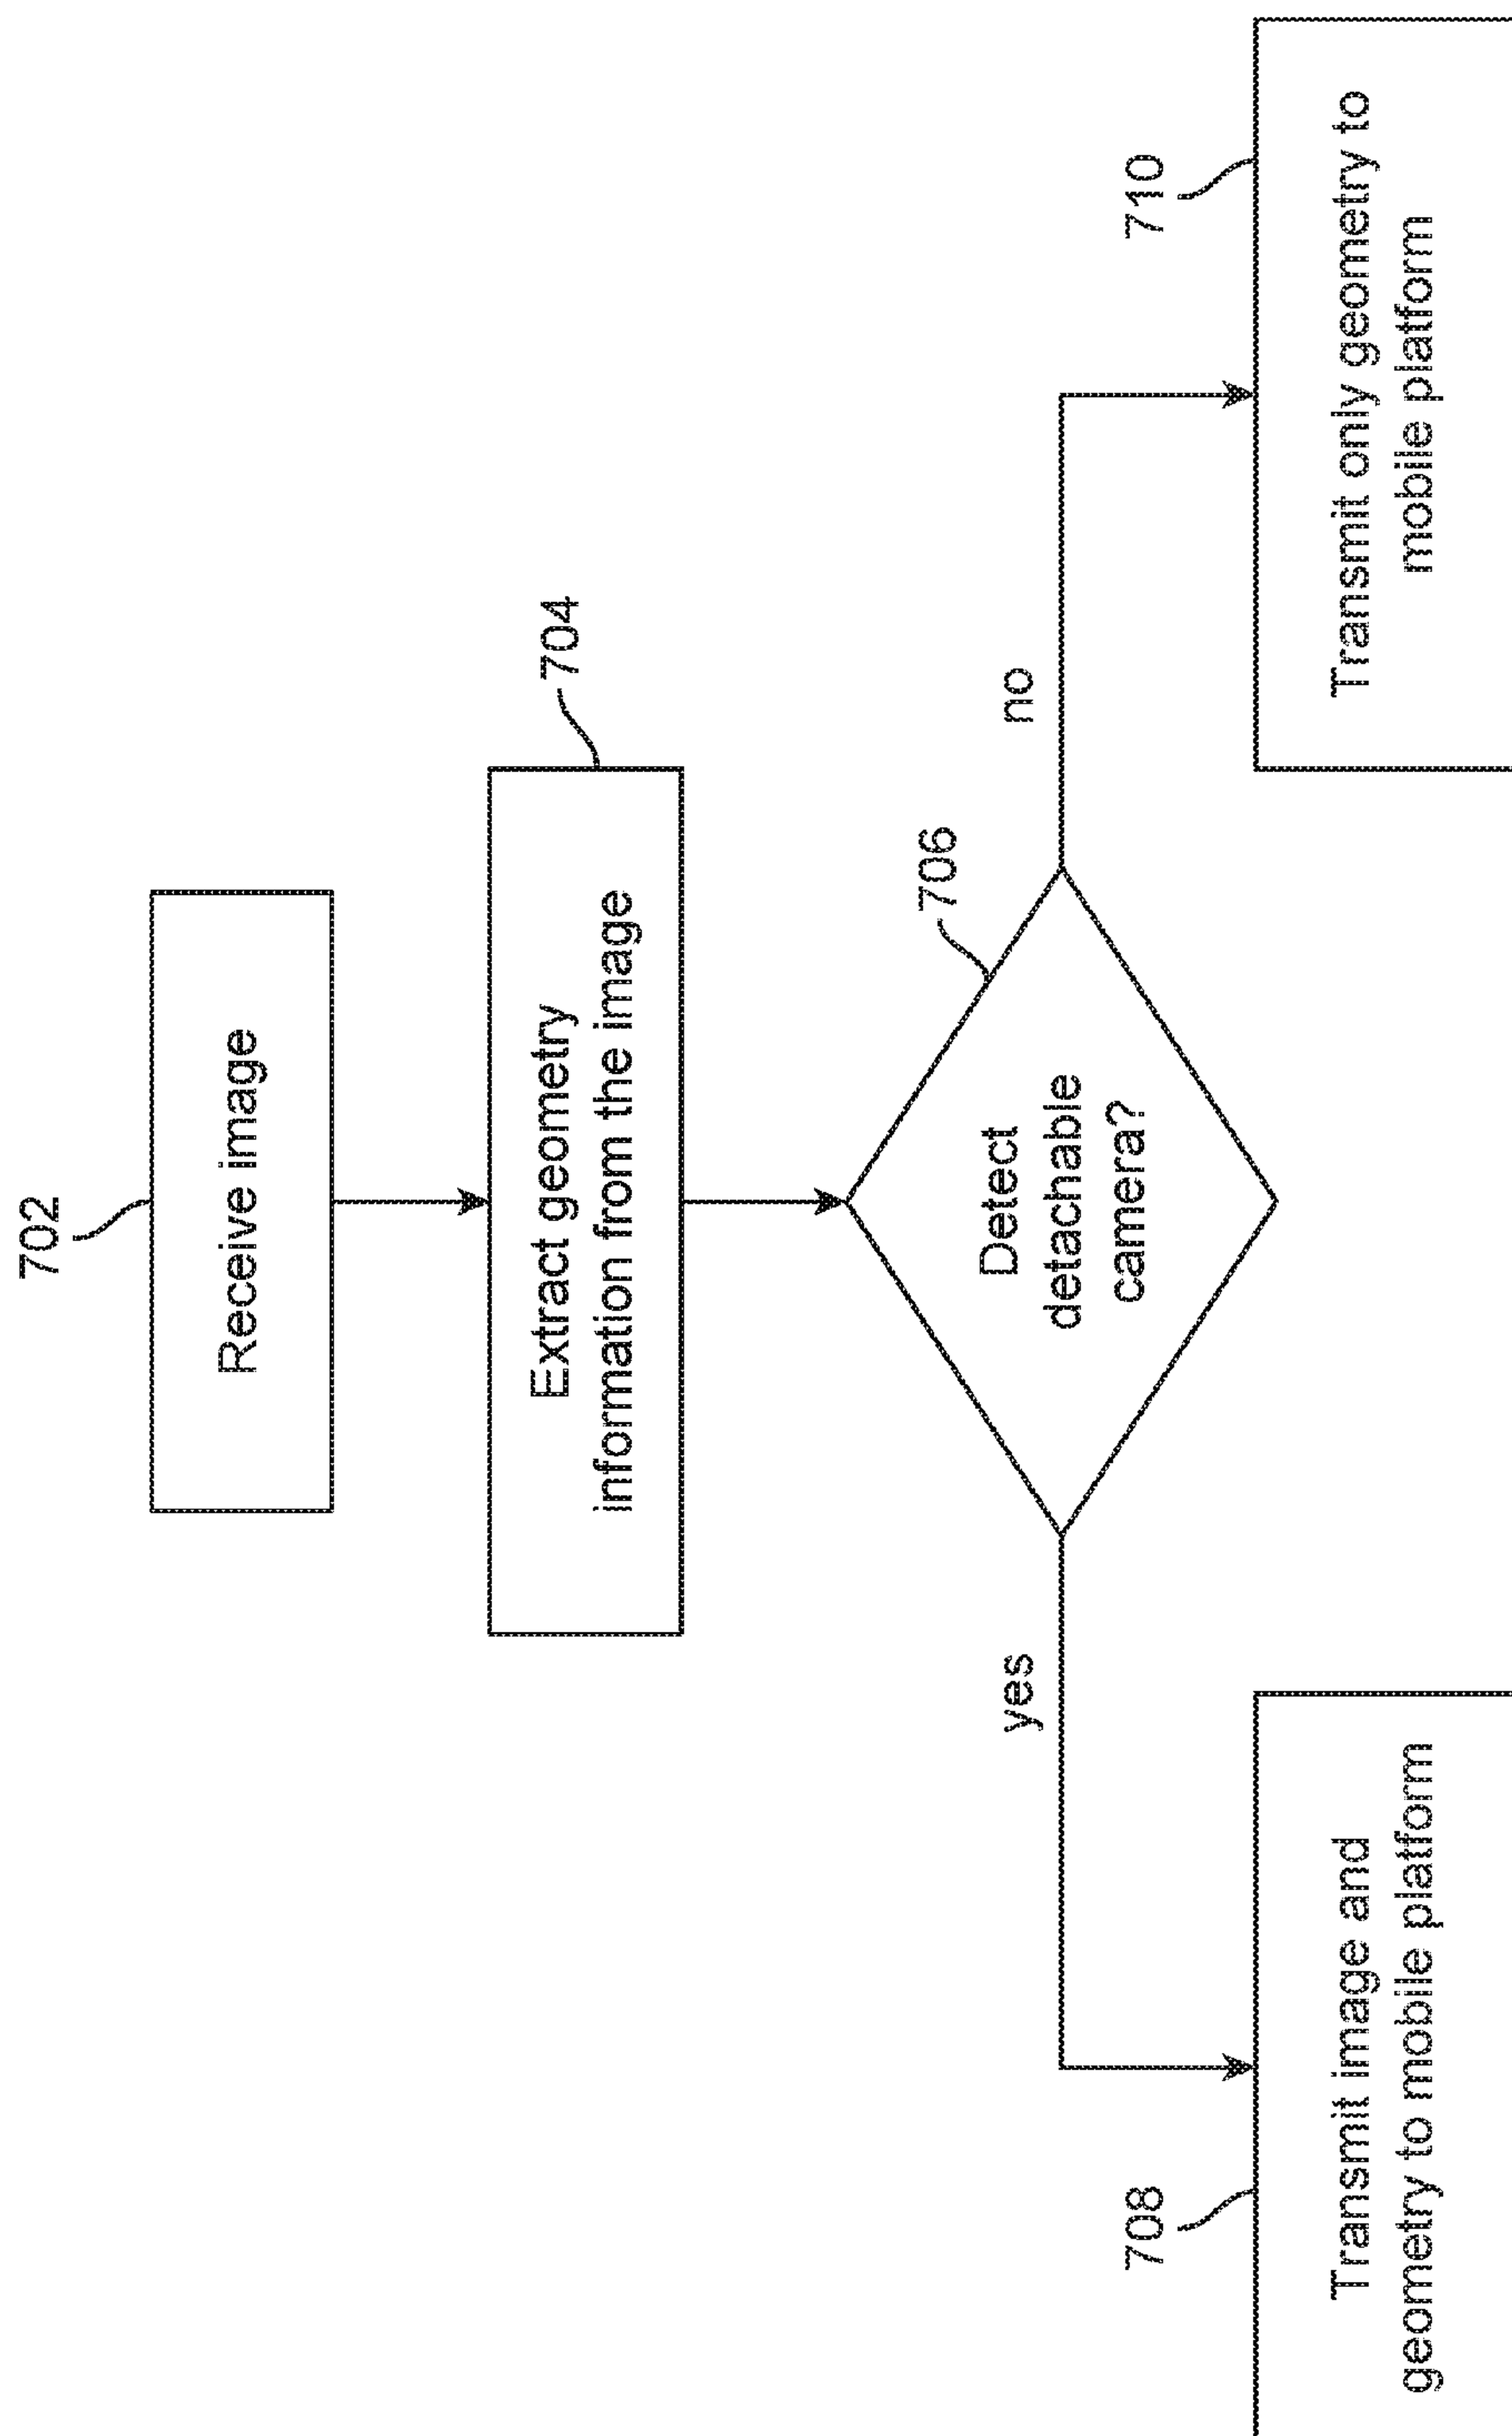 702
Receive image
704
Extract geometry
information from the image
706
Detect
detachable
camera?
yes
no
708
Transmit image and
geometry to mobile platform
710
Transmit only geometry to
mobile platform